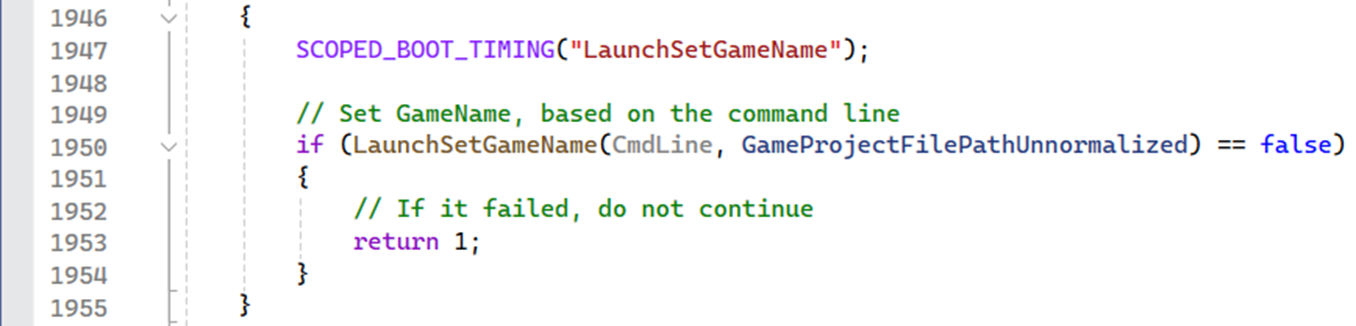 1946 {
1947 SCOPED_BOOT_TIMING("LaunchSetGameName");
1948
1949 // Set GameName, based on the command line
1950 if (LaunchSetGameName(CmdLine, GameProjectFilePathUnnormalized) == false)
1951 {
1952 // If it failed, do not continue
1953 return 1;
1954 }
1955 }